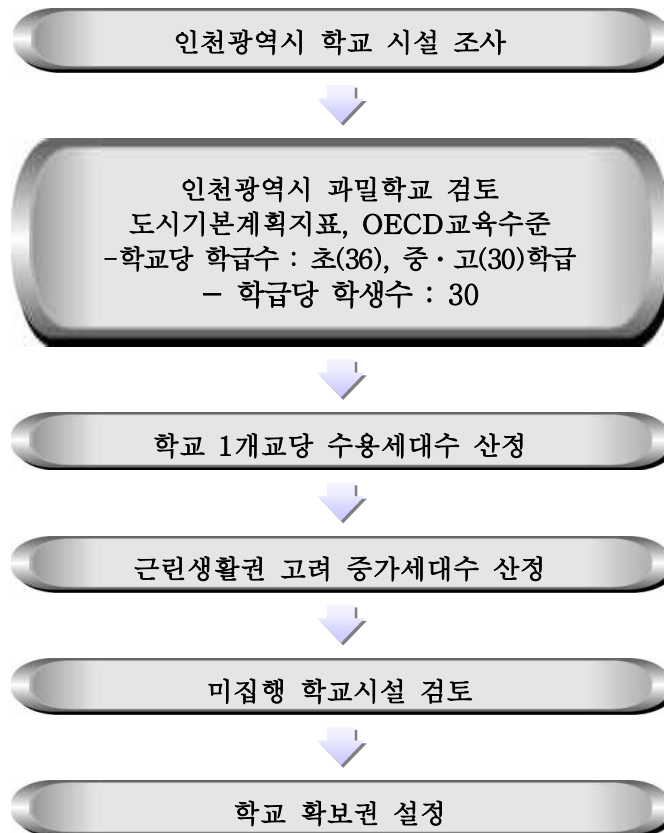 인천광역시 학교 시설 조사
인천광역시 과밀학교 검토
도시기본계획지표, OECD교육수준
-학교당 학급수 : 초(36), 중·고(30)학급
- 학급당 학생수 : 30
학교 1개교당 수용세대수 산정
근린생활권 고려 증가세대수 산정
미집행 학교시설 검토
학교 확보권 설정